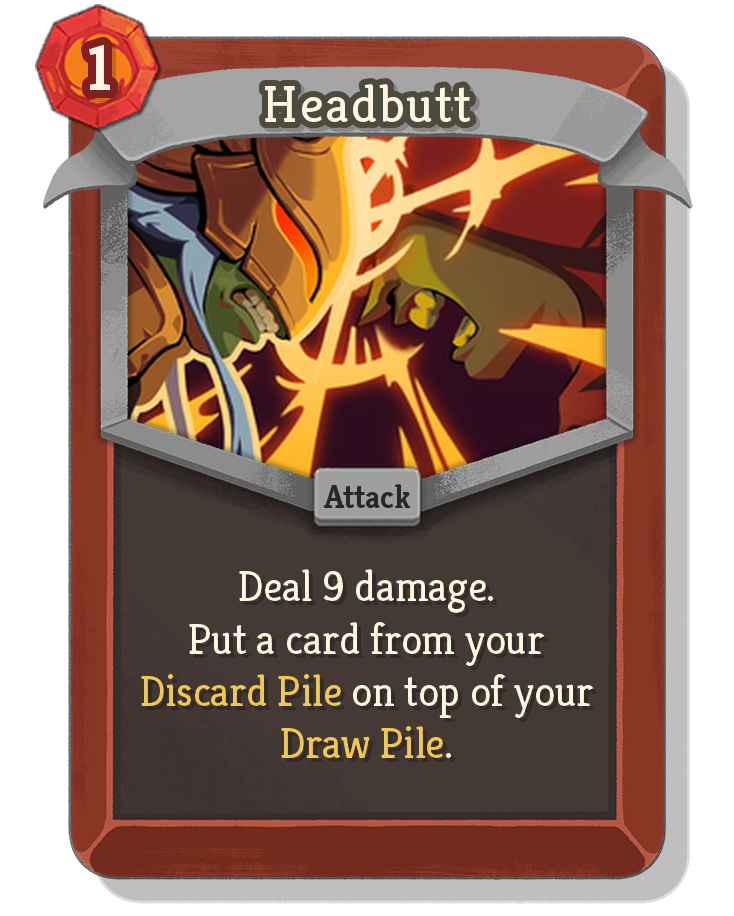 1
Headbutt
Attack
Deal 9 damage.
Put a card from your
Discard Pile on top of your
Draw Pile.